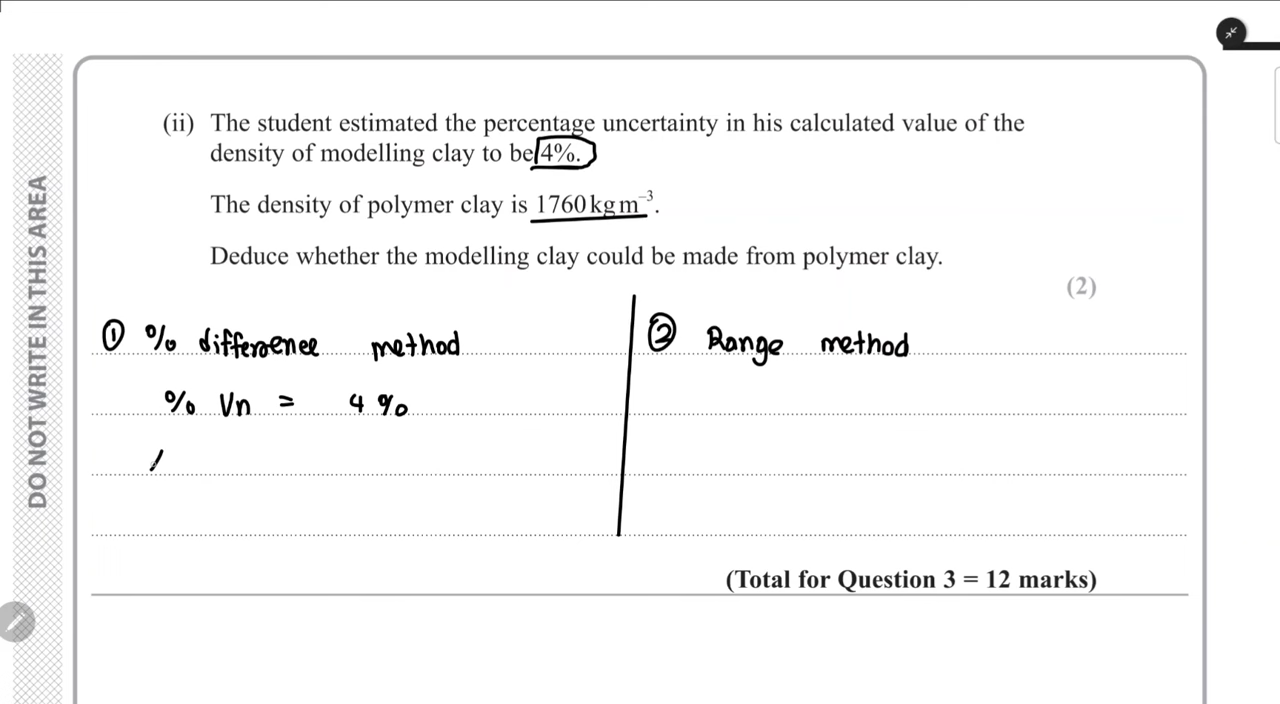 DO NOT WRITE IN THIS AREA
(ii) The student estimated the percentage uncertainty in his calculated value of the
density of modelling clay to be 4%.
The density of polymer clay is 1760 kg m⁻³.
Deduce whether the modelling clay could be made from polymer clay.
(2)
① % difference method
% Un = 4 %
② Range method
(Total for Question 3 = 12 marks)